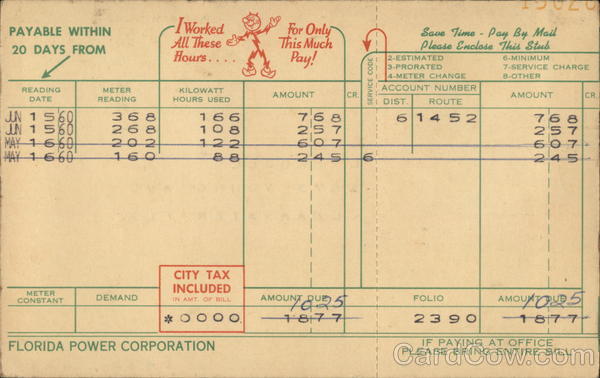 PAYABLE WITHIN
20 DAYS FROM
I Worked
All These
Hours....
For Only
This Much
Pay!
Save Time - Pay By Mail
Please Enclose This Stub
SERVICE CODE
2-ESTIMATED 6-MINIMUM
3-PRORATED 7-SERVICE CHARGE
4-METER CHANGE 8-OTHER
READING DATE METER READING KILOWATT HOURS USED AMOUNT CR. ACCOUNT NUMBER AMOUNT CR.
DIST. ROUTE
JUN 15 60 368 166 768 6 1452 768
JUN 15 60 268 108 257 257
MAY 16 60 202 122 607 607
MAY 16 60 160 88 245 6 245
METER CONSTANT DEMAND CITY TAX INCLUDED IN AMT. OF BILL AMOUNT DUE FOLIO AMOUNT DUE
1025 1025
*0000 1877 2390 1877
FLORIDA POWER CORPORATION
IF PAYING AT OFFICE
PLEASE BRING ENTIRE BILL
CardCow.com